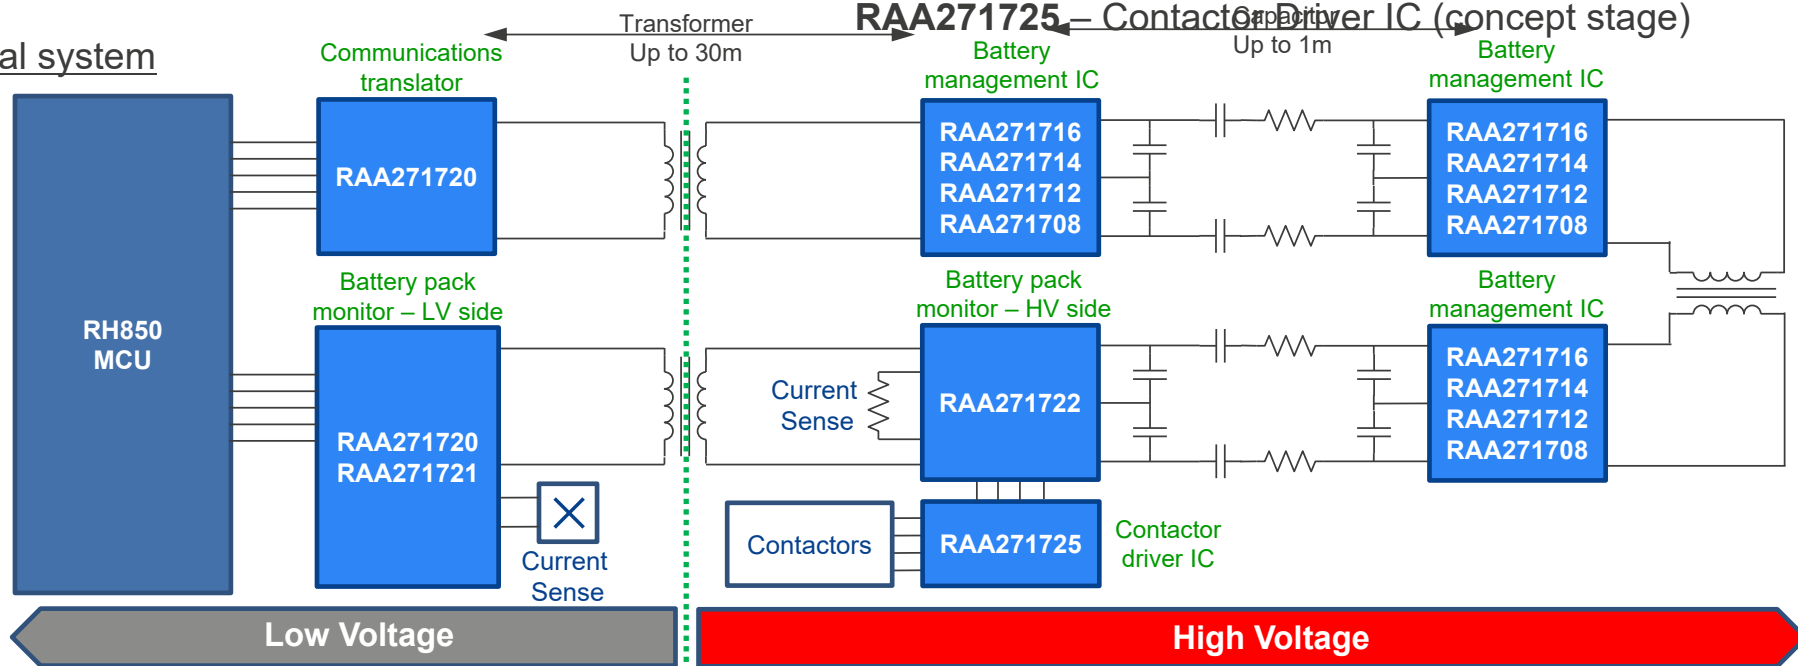 RAA271725 – Contactor Driver IC (concept stage)
al system
Transformer
Up to 30m
Capacitor
Up to 1m
Communications
translator
Battery
management IC
Battery
management IC
RAA271720
RAA271716
RAA271714
RAA271712
RAA271708
RAA271716
RAA271714
RAA271712
RAA271708
RH850
MCU
Battery pack
monitor – LV side
Battery pack
monitor – HV side
Battery
management IC
RAA271720
RAA271721
Current
Sense
Current
Sense
RAA271722
RAA271716
RAA271714
RAA271712
RAA271708
Contactors
RAA271725
Contactor
driver IC
Low Voltage
High Voltage